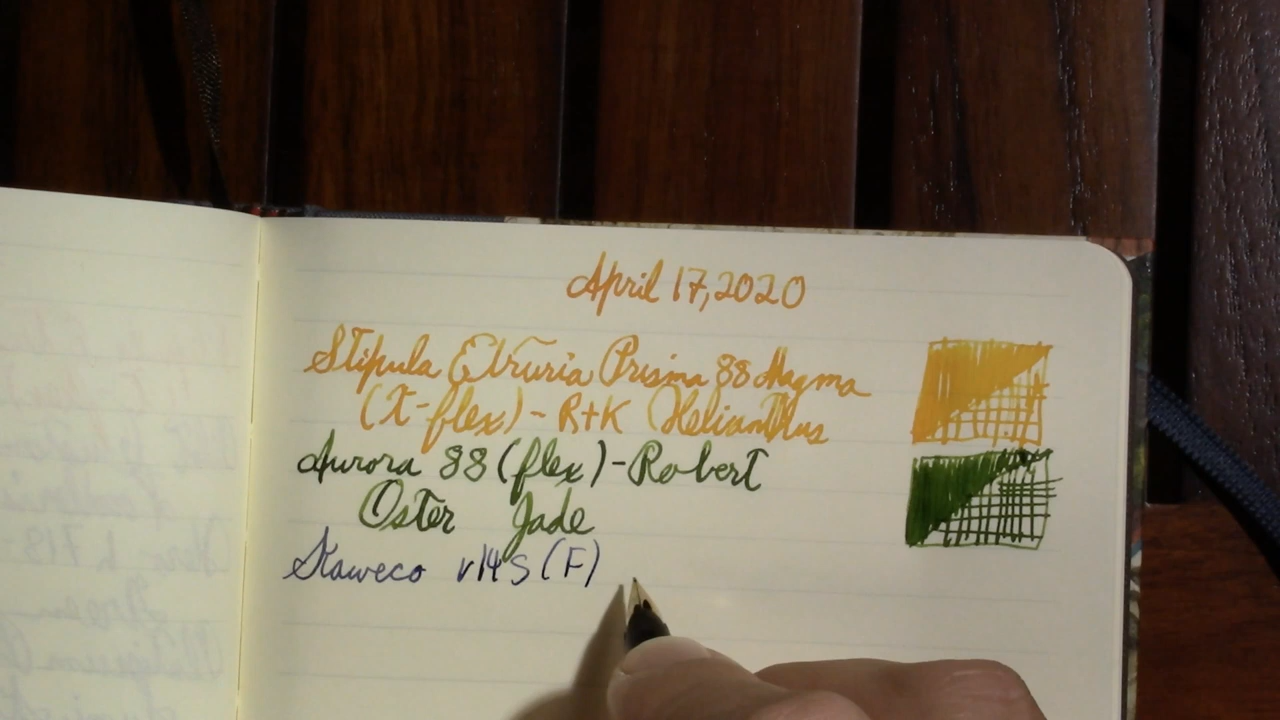 April 17, 2020
Stipula Etruria Prisma 88 Magma
(X-flex) - R+K Helianthus
Aurora 88 (flex) - Robert
Oster Jade
Kaweco V14S (F)